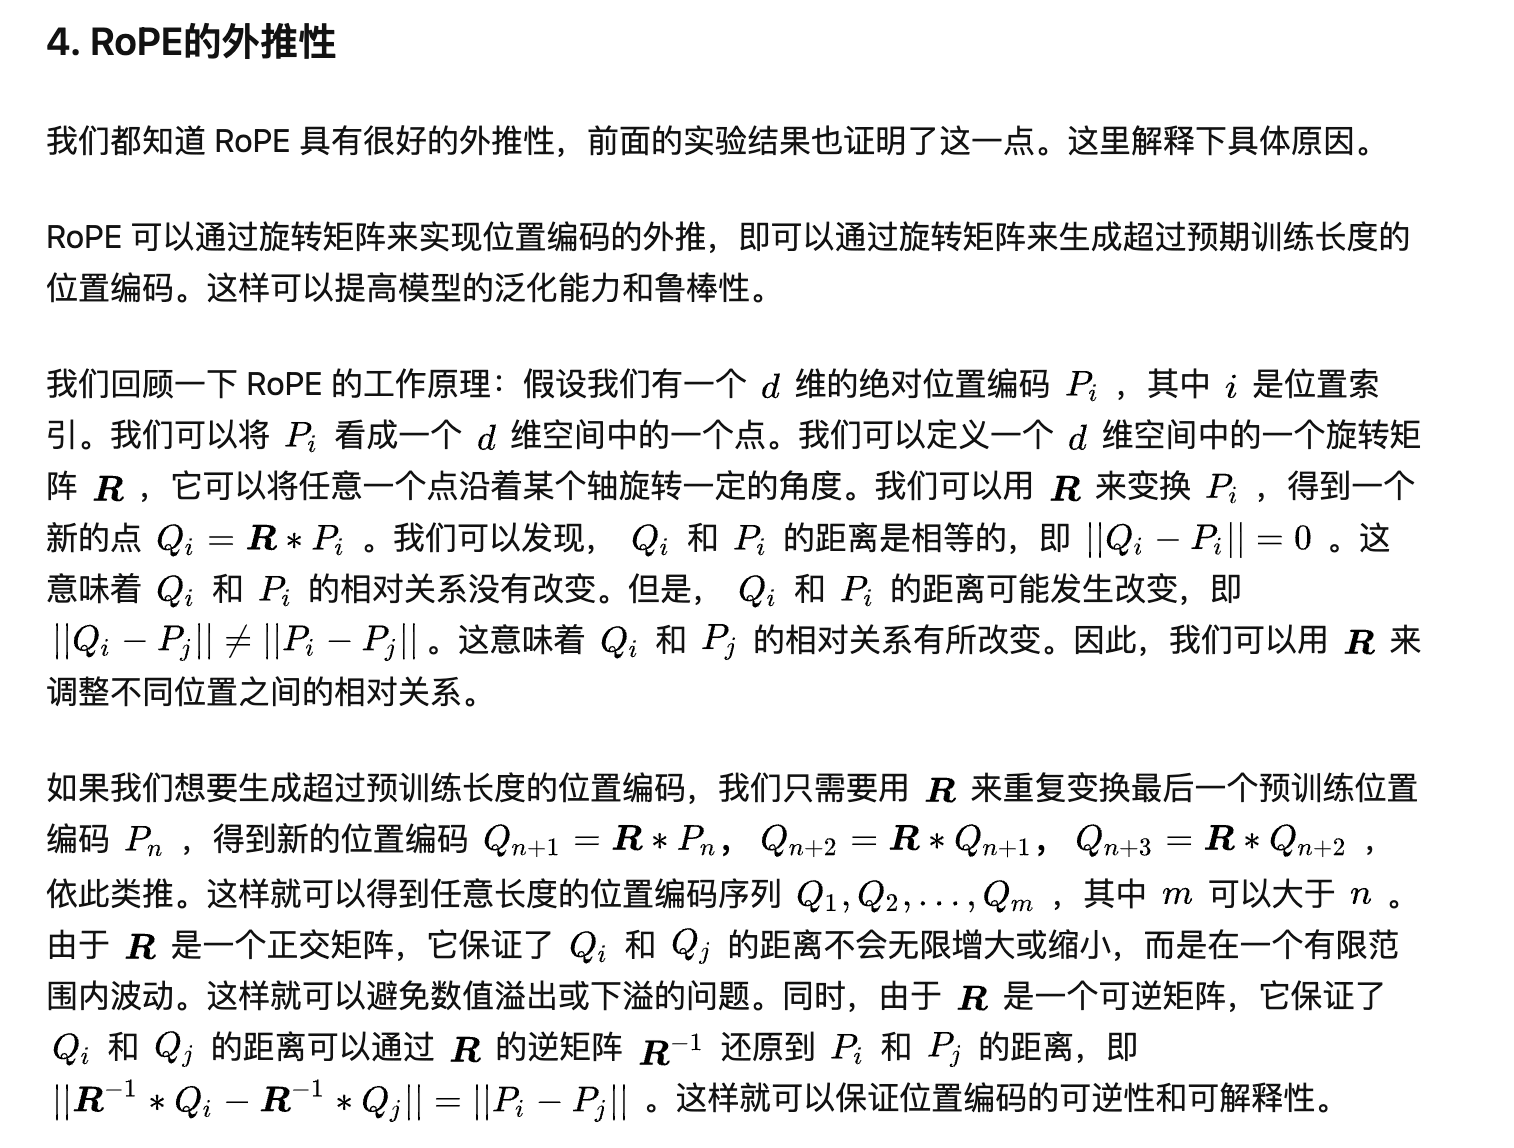 4. RoPE的外推性
我们都知道 RoPE 具有很好的外推性，前面的实验结果也证明了这一点。这里解释下具体原因。
RoPE 可以通过旋转矩阵来实现位置编码的外推，即可以通过旋转矩阵来生成超过预期训练长度的
位置编码。这样可以提高模型的泛化能力和鲁棒性。
我们回顾一下 RoPE 的工作原理：假设我们有一个 d 维的绝对位置编码 P_i ，其中 i 是位置索
引。我们可以将 P_i 看成一个 d 维空间中的一个点。我们可以定义一个 d 维空间中的一个旋转矩
阵 R ，它可以将任意一个点沿着某个轴旋转一定的角度。我们可以用 R 来变换 P_i ，得到一个
新的点 Q_i = R ∗ P_i 。我们可以发现， Q_i 和 P_i 的距离是相等的，即 ||Q_i − P_i|| = 0 。这
意味着 Q_i 和 P_i 的相对关系没有改变。但是， Q_i 和 P_i 的距离可能发生改变，即
||Q_i − P_j|| ≠ ||P_i − P_j|| 。这意味着 Q_i 和 P_j 的相对关系有所改变。因此，我们可以用 R 来
调整不同位置之间的相对关系。
如果我们想要生成超过预训练长度的位置编码，我们只需要用 R 来重复变换最后一个预训练位置
编码 P_n ，得到新的位置编码 Q_{n+1} = R ∗ P_n， Q_{n+2} = R ∗ Q_{n+1}， Q_{n+3} = R ∗ Q_{n+2} ，
依此类推。这样就可以得到任意长度的位置编码序列 Q_1, Q_2, . . . , Q_m ，其中 m 可以大于 n 。
由于 R 是一个正交矩阵，它保证了 Q_i 和 Q_j 的距离不会无限增大或缩小，而是在一个有限范
围内波动。这样就可以避免数值溢出或下溢的问题。同时，由于 R 是一个可逆矩阵，它保证了
Q_i 和 Q_j 的距离可以通过 R 的逆矩阵 R^{−1} 还原到 P_i 和 P_j 的距离，即
||R^{−1} ∗ Q_i − R^{−1} ∗ Q_j|| = ||P_i − P_j|| 。这样就可以保证位置编码的可逆性和可解释性。